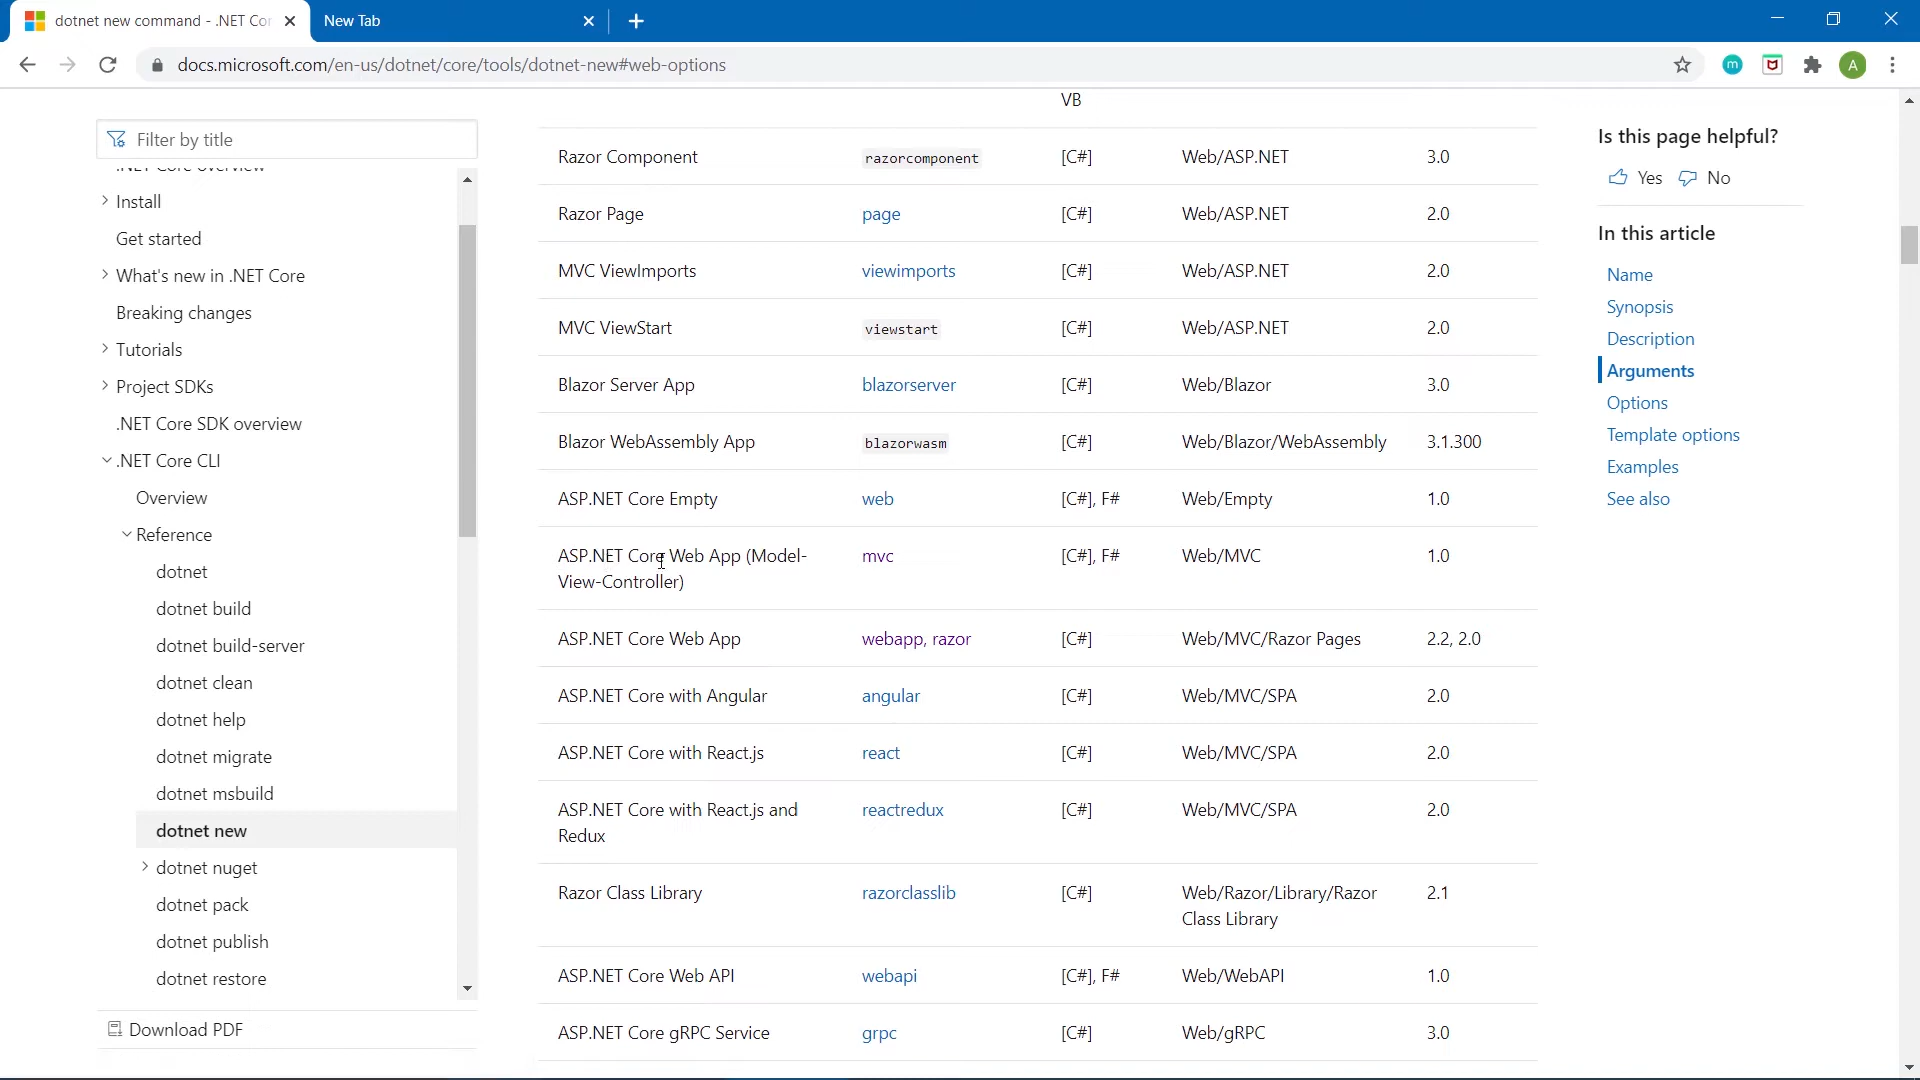 dotnet new command - .NET Cor
New Tab
docs.microsoft.com/en-us/dotnet/core/tools/dotnet-new#web-options
m
A
Filter by title
.NET Core overview
Install
Get started
What's new in .NET Core
Breaking changes
Tutorials
Project SDKs
.NET Core SDK overview
.NET Core CLI
Overview
Reference
dotnet
dotnet build
dotnet build-server
dotnet clean
dotnet help
dotnet migrate
dotnet msbuild
dotnet new
dotnet nuget
dotnet pack
dotnet publish
dotnet restore
Download PDF
VB
Razor Component razorcomponent [C#] Web/ASP.NET 3.0
Razor Page page [C#] Web/ASP.NET 2.0
MVC ViewImports viewimports [C#] Web/ASP.NET 2.0
MVC ViewStart viewstart [C#] Web/ASP.NET 2.0
Blazor Server App blazorserver [C#] Web/Blazor 3.0
Blazor WebAssembly App blazorwasm [C#] Web/Blazor/WebAssembly 3.1.300
ASP.NET Core Empty web [C#], F# Web/Empty 1.0
ASP.NET Core Web App (Model- mvc [C#], F# Web/MVC 1.0
View-Controller)
ASP.NET Core Web App webapp, razor [C#] Web/MVC/Razor Pages 2.2, 2.0
ASP.NET Core with Angular angular [C#] Web/MVC/SPA 2.0
ASP.NET Core with React.js react [C#] Web/MVC/SPA 2.0
ASP.NET Core with React.js and reactredux [C#] Web/MVC/SPA 2.0
Redux
Razor Class Library razorclasslib [C#] Web/Razor/Library/Razor 2.1
Class Library
ASP.NET Core Web API webapi [C#], F# Web/WebAPI 1.0
ASP.NET Core gRPC Service grpc [C#] Web/gRPC 3.0
Is this page helpful?
Yes No
In this article
Name
Synopsis
Description
Arguments
Options
Template options
Examples
See also